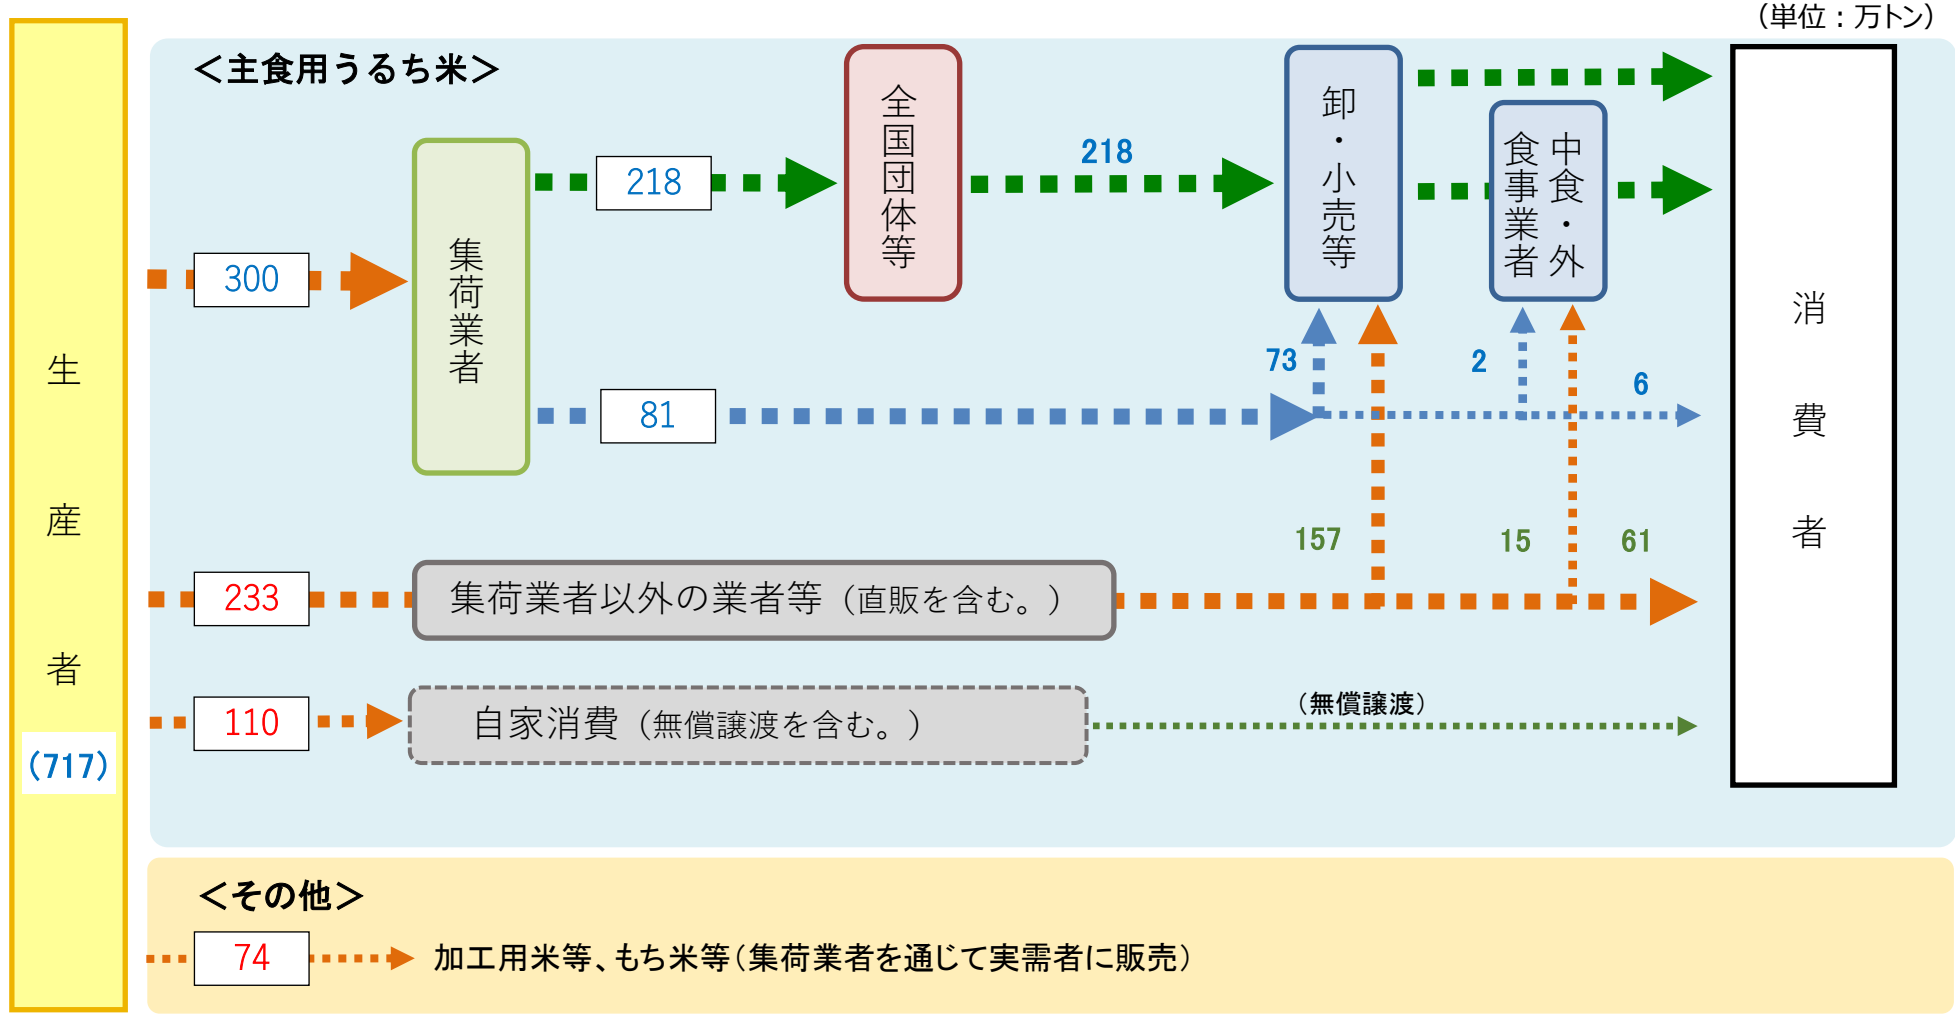 （単位：万トン）
＜主食用うるち米＞
生産者
（717）
300
集荷業者
218
全国団体等
218
卸・小売等
中食・外
食事業者
消費者
81
73
2
6
157
15
61
233
集荷業者以外の業者等（直販を含む。）
110
自家消費（無償譲渡を含む。）
（無償譲渡）
＜その他＞
74
加工用米等、もち米等（集荷業者を通じて実需者に販売）